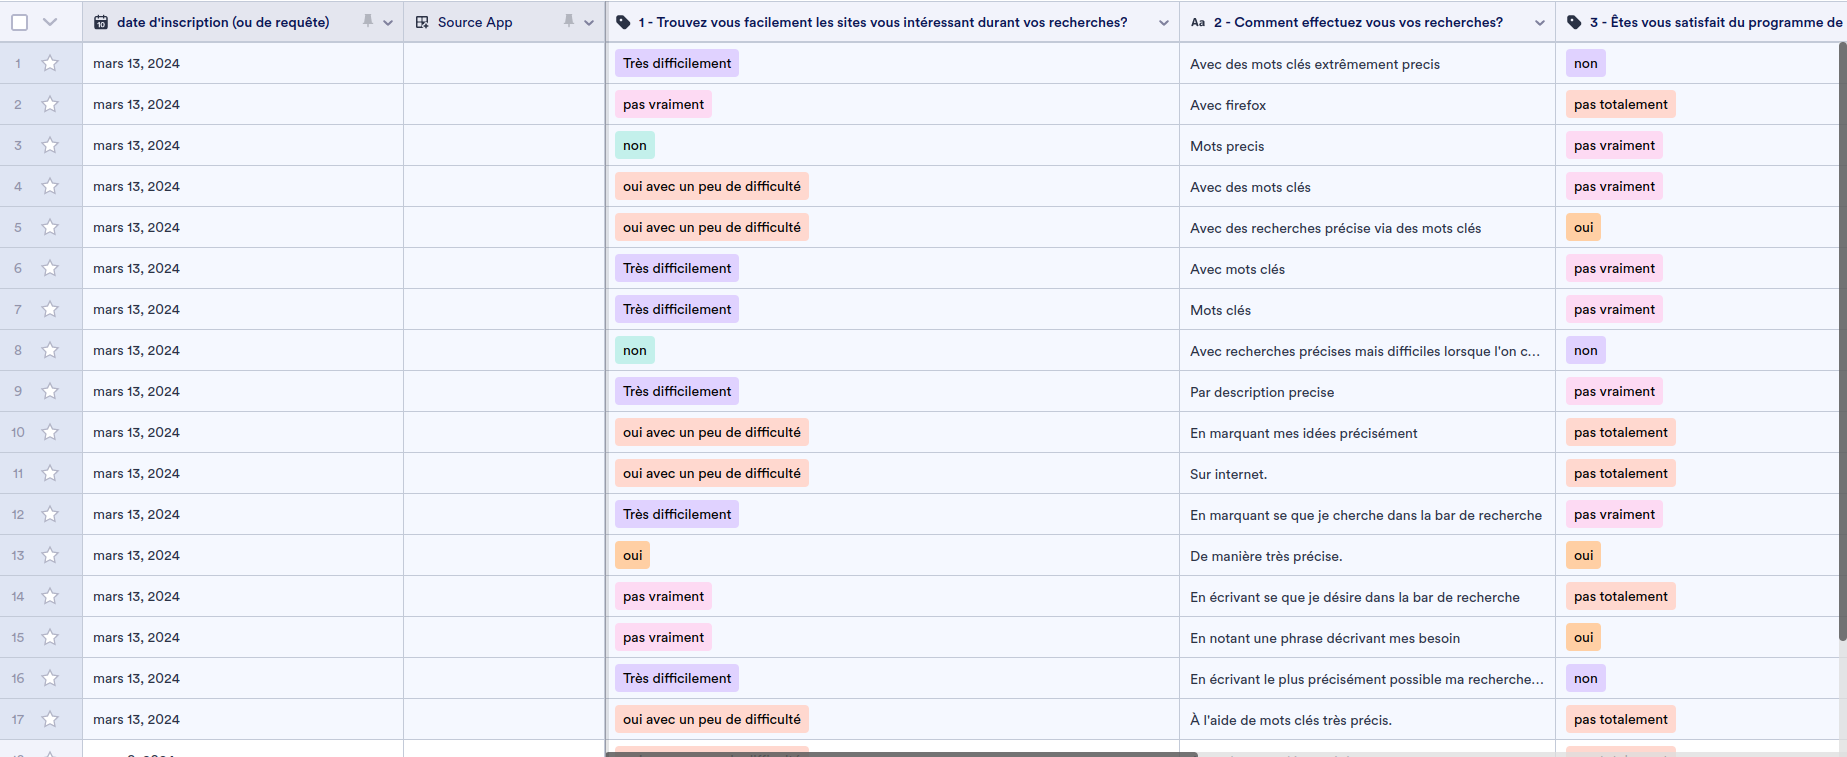 date d'inscription (ou de requête) Source App 1 - Trouvez vous facilement les sites vous intéressant durant vos recherches? Aa 2 - Comment effectuez vous vos recherches? 3 - Êtes vous satisfait du programme de
1 mars 13, 2024 Très difficilement Avec des mots clés extrêmement precis non
2 mars 13, 2024 pas vraiment Avec firefox pas totalement
3 mars 13, 2024 non Mots precis pas vraiment
4 mars 13, 2024 oui avec un peu de difficulté Avec des mots clés pas vraiment
5 mars 13, 2024 oui avec un peu de difficulté Avec des recherches précise via des mots clés oui
6 mars 13, 2024 Très difficilement Avec mots clés pas vraiment
7 mars 13, 2024 Très difficilement Mots clés pas vraiment
8 mars 13, 2024 non Avec recherches précises mais difficiles lorsque l'on c... non
9 mars 13, 2024 Très difficilement Par description precise pas vraiment
10 mars 13, 2024 oui avec un peu de difficulté En marquant mes idées précisément pas totalement
11 mars 13, 2024 oui avec un peu de difficulté Sur internet. pas totalement
12 mars 13, 2024 Très difficilement En marquant se que je cherche dans la bar de recherche pas vraiment
13 mars 13, 2024 oui De manière très précise. oui
14 mars 13, 2024 pas vraiment En écrivant se que je désire dans la bar de recherche pas totalement
15 mars 13, 2024 pas vraiment En notant une phrase décrivant mes besoin oui
16 mars 13, 2024 Très difficilement En écrivant le plus précisément possible ma recherche... non
17 mars 13, 2024 oui avec un peu de difficulté À l'aide de mots clés très précis. pas totalement